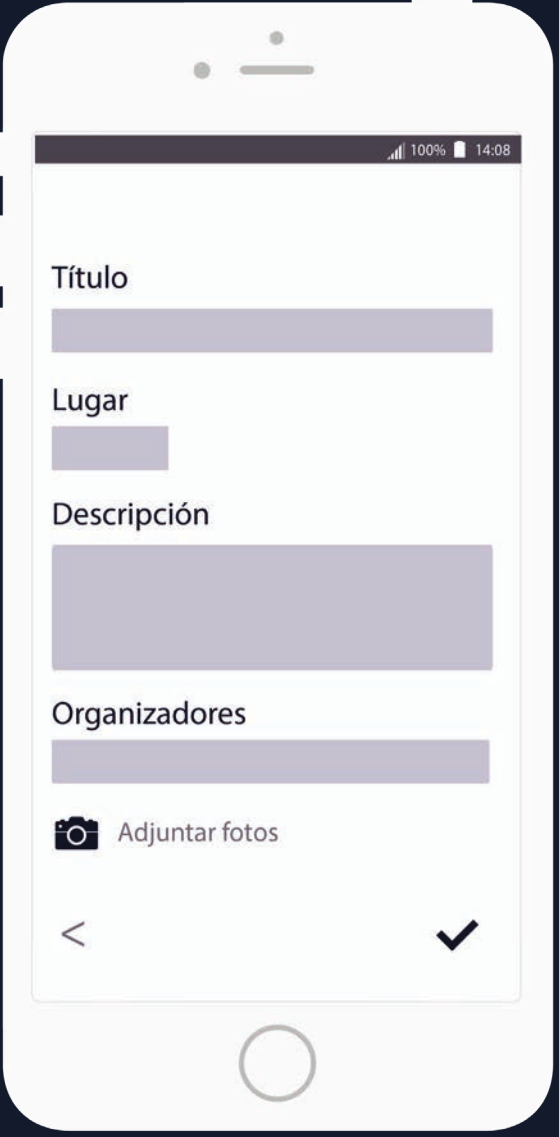 100% 14:08
Título
Lugar
Descripción
Organizadores
Adjuntar fotos
<